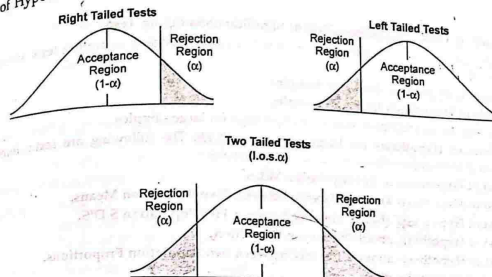 of Hype
Right Tailed Tests
Rejection
Region
(α)
Acceptance
Region
(1-α)
Left Tailed Tests
Rejection
Region
(α)
Acceptance
Region
(1-α)
Two Tailed Tests
(l.o.s.α)
Rejection
Region
(α)
Acceptance
Region
(1-α)
Rejection
Region
(α)